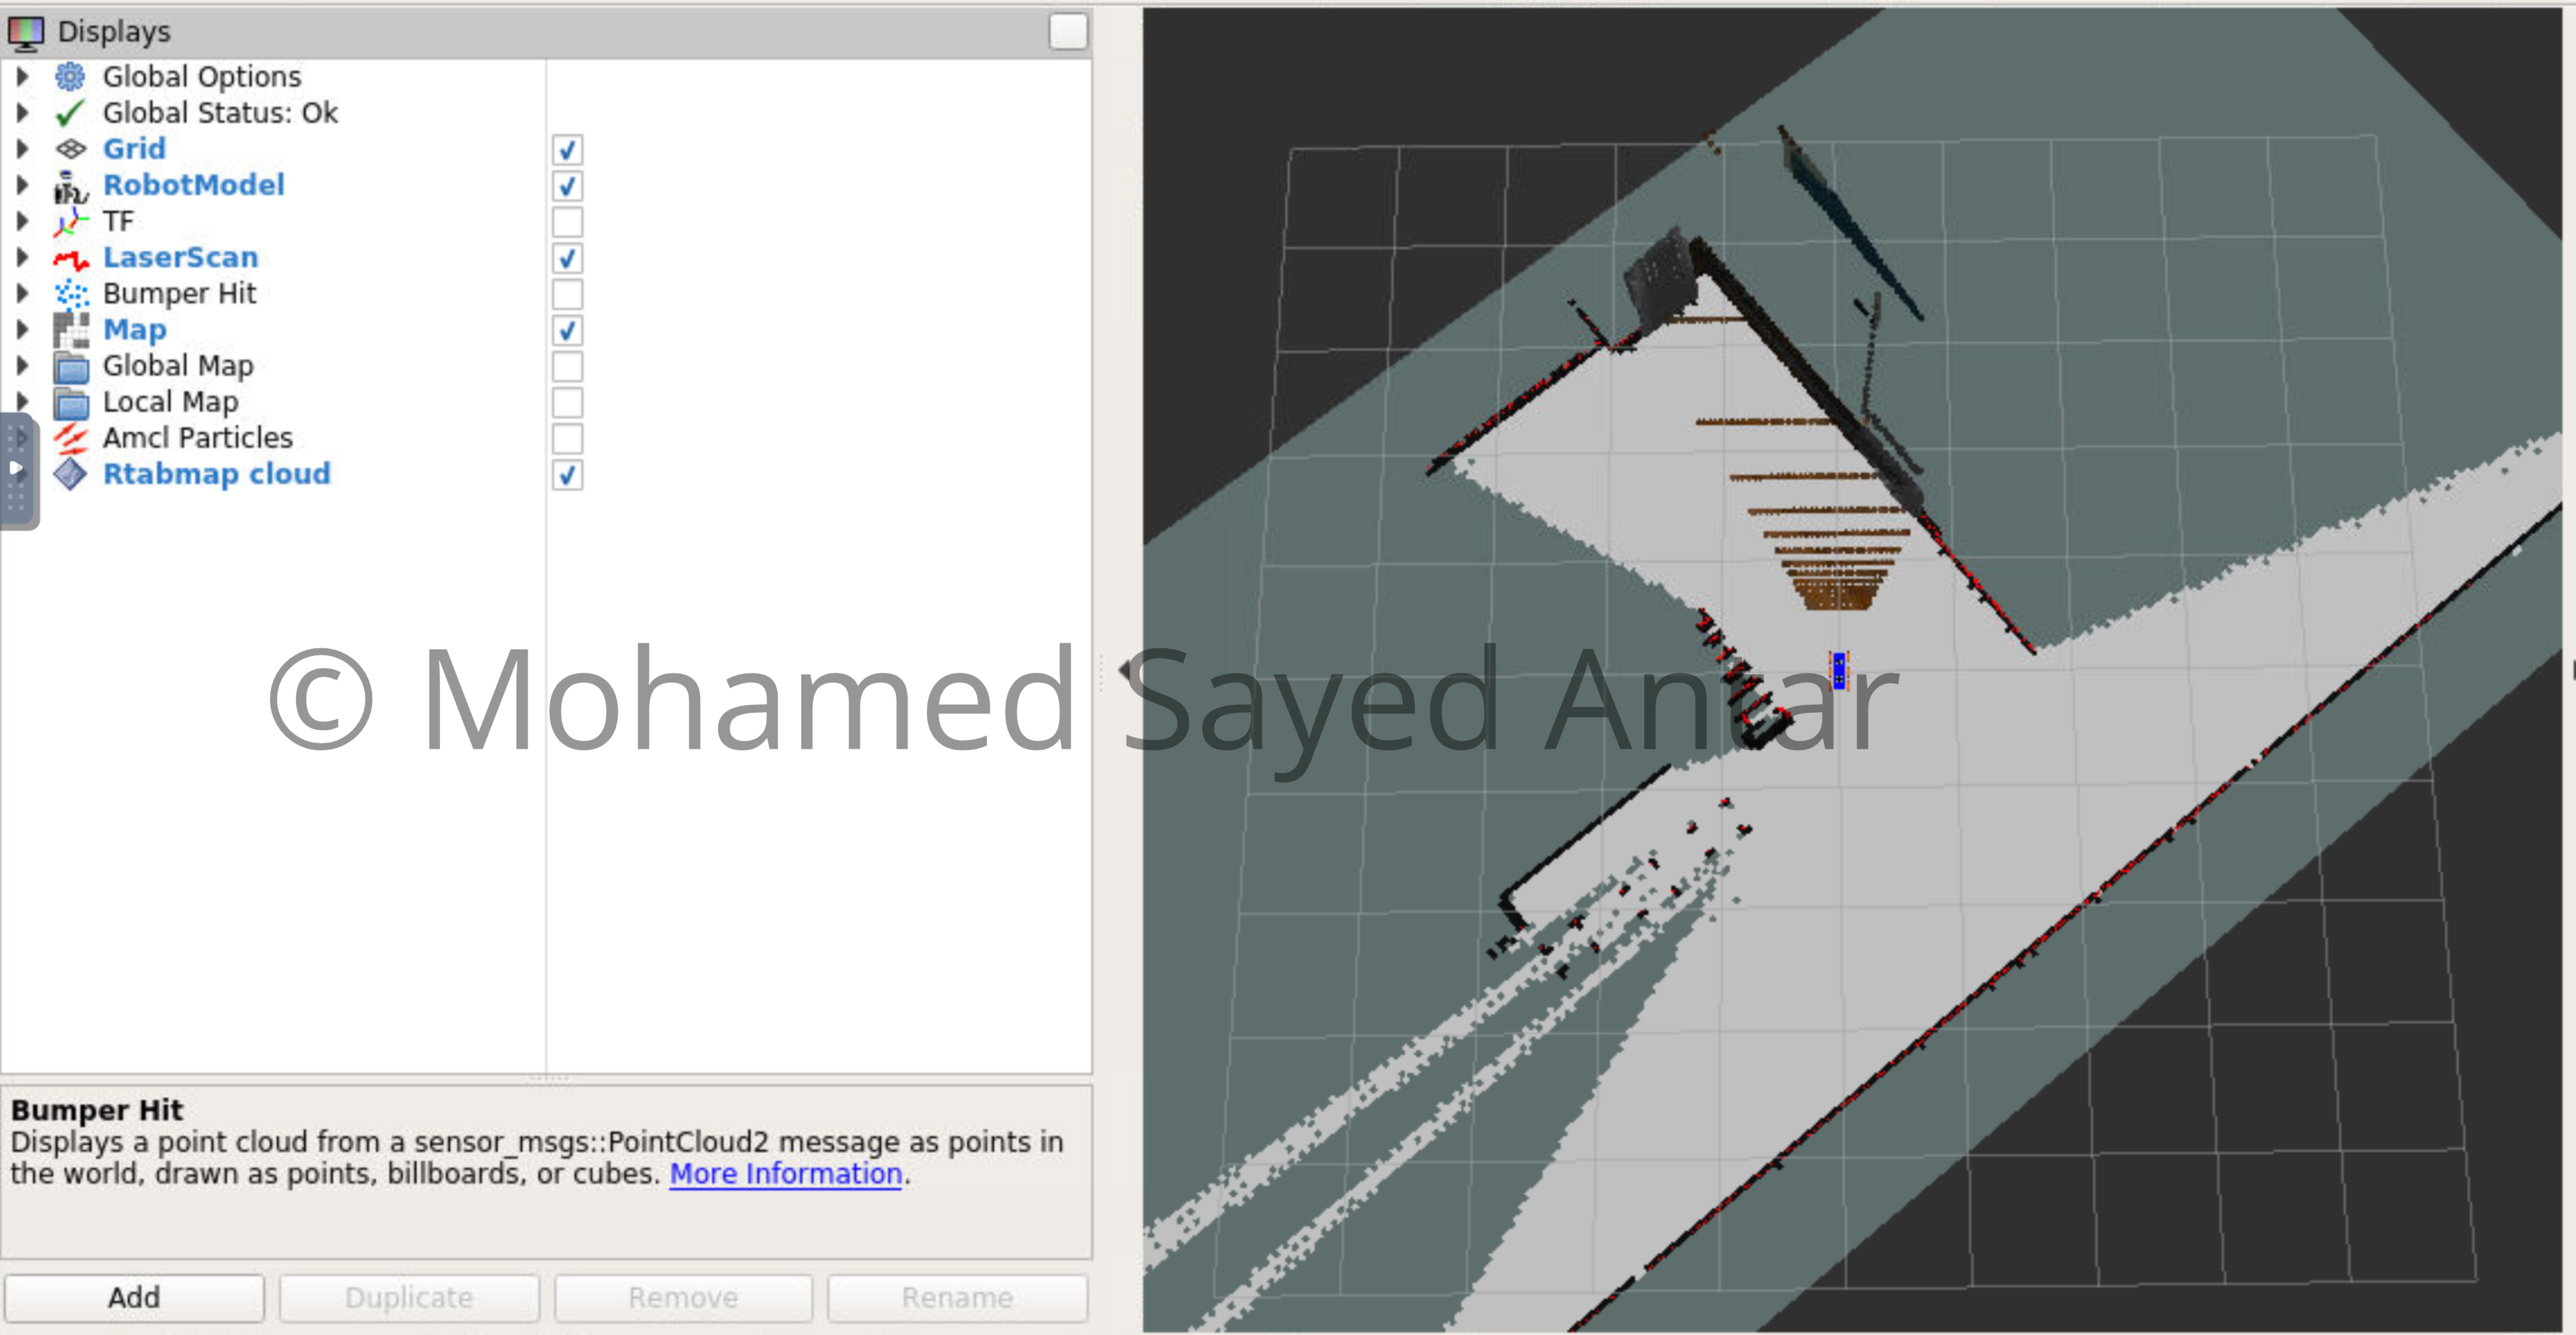 Displays
Global Options
Global Status: Ok
Grid
RobotModel
TF
LaserScan
Bumper Hit
Map
Global Map
Local Map
Amcl Particles
Rtabmap cloud
© Mohamed Sayed Antar
Bumper Hit
Displays a point cloud from a sensor_msgs::PointCloud2 message as points in
the world, drawn as points, billboards, or cubes. More Information.
Add
Duplicate
Remove
Rename